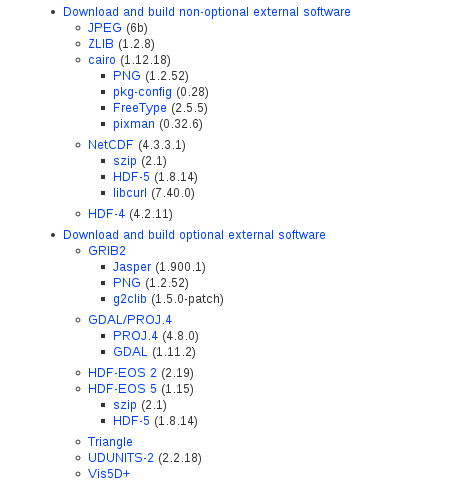 Download and build non-optional external software
JPEG (6b)
ZLIB (1.2.8)
cairo (1.12.18)
PNG (1.2.52)
pkg-config (0.28)
FreeType (2.5.5)
pixman (0.32.6)
NetCDF (4.3.3.1)
szip (2.1)
HDF-5 (1.8.14)
libcurl (7.40.0)
HDF-4 (4.2.11)
Download and build optional external software
GRIB2
Jasper (1.900.1)
PNG (1.2.52)
g2clib (1.5.0-patch)
GDAL/PROJ.4
PROJ.4 (4.8.0)
GDAL (1.11.2)
HDF-EOS 2 (2.19)
HDF-EOS 5 (1.15)
szip (2.1)
HDF-5 (1.8.14)
Triangle
UDUNITS-2 (2.2.18)
Vis5D+